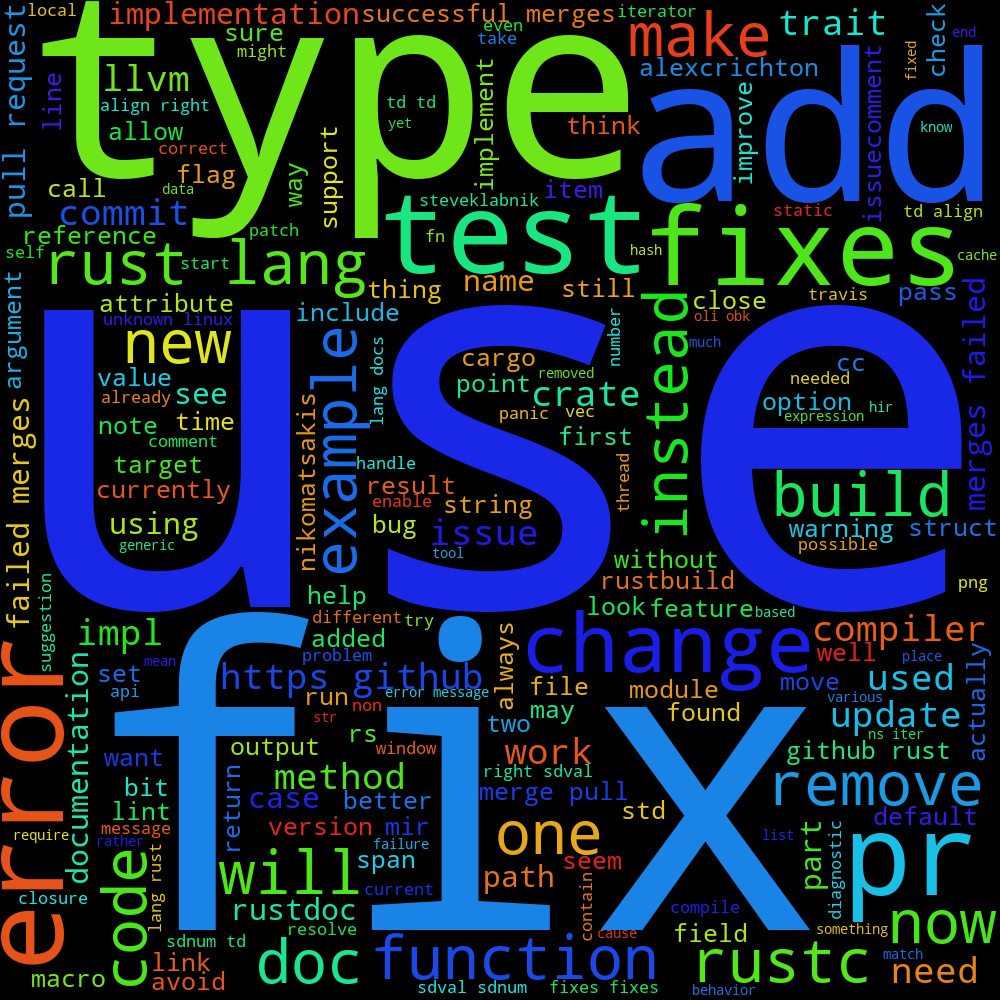 local
implementation
successful merges
iterator
sure
might
even
take
make
trait
check
fixed
end
pull request
line
llvm
type
alexcrichton
add
align right
td td
yet
allow
correct
flag
data
way
support
implement
think
improve
issuecomment
know
call
commit
item
steveklabnik
static
td align
reference
patch
fn
test
hash
fixes
cache
self
rust lang
start
thing
name
still
travis
pass
close
oli obk
argument
attribute
unknown linux
include
number
instead
much
merges failed
new
example
lang docs
cargo
removed
point
crate
cc
needed
option
hir
expression
value
already
see
note
time
comment
nikomatsakis
panic
vec
first
use
target
handle
currently
result
enable
string
thread
build
using
generic
bug
issue
tool
warning
struct
possible
failed merges
without
rustbuild
png
suggestion
help
look
feature
based
different
try
impl
added
always
change
compiler
well
place
mean
problem
https github
error message
set
api
run
non
str
file
may
module
move
used
various
found
actually
error
documentation
want
output
rs
window
two
work
update
ns iter
github rust
bit
lint
return
method
right sdval
merge pull
remove
case
better
std
default
message
require
rather
version
mir
failure
one
list
pr
code
lang rust
fix
span
seem
part
diagnostic
will
current
path
contain
closure
rustdoc
compile
resolve
cause
field
something
now
sdnum td
macro
link
avoid
doc
function
rustc
match
need
sdval sdnum
fixes fixes
behavior